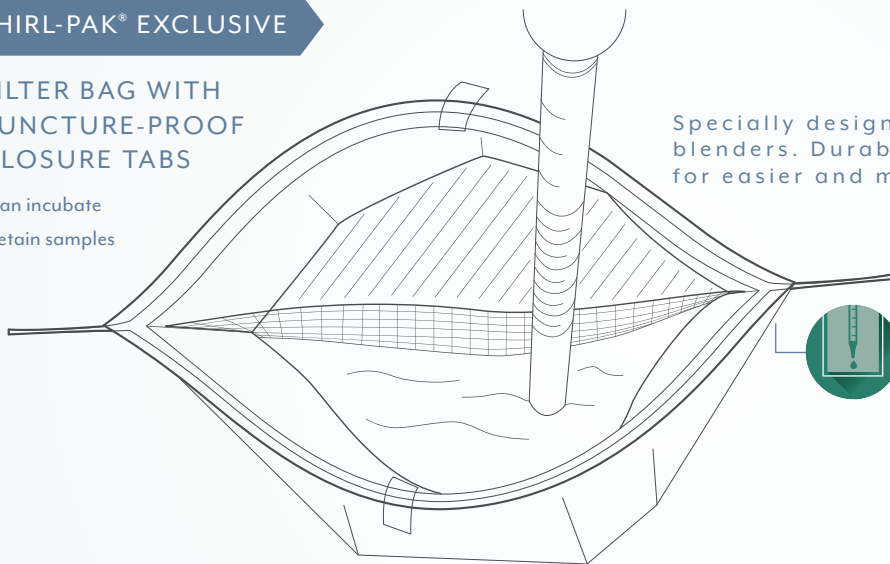 HIRL-PAK® EXCLUSIVE
ILTER BAG WITH
UNCTURE-PROOF
LOSURE TABS
an incubate
etain samples
Specially design
blenders. Durab
for easier and m